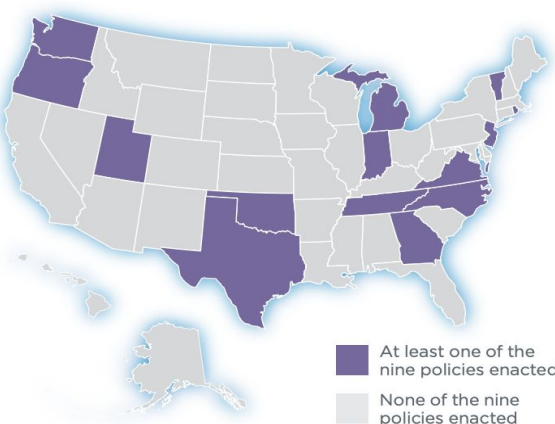 At least one of the
nine policies enacted
None of the nine
policies enacted